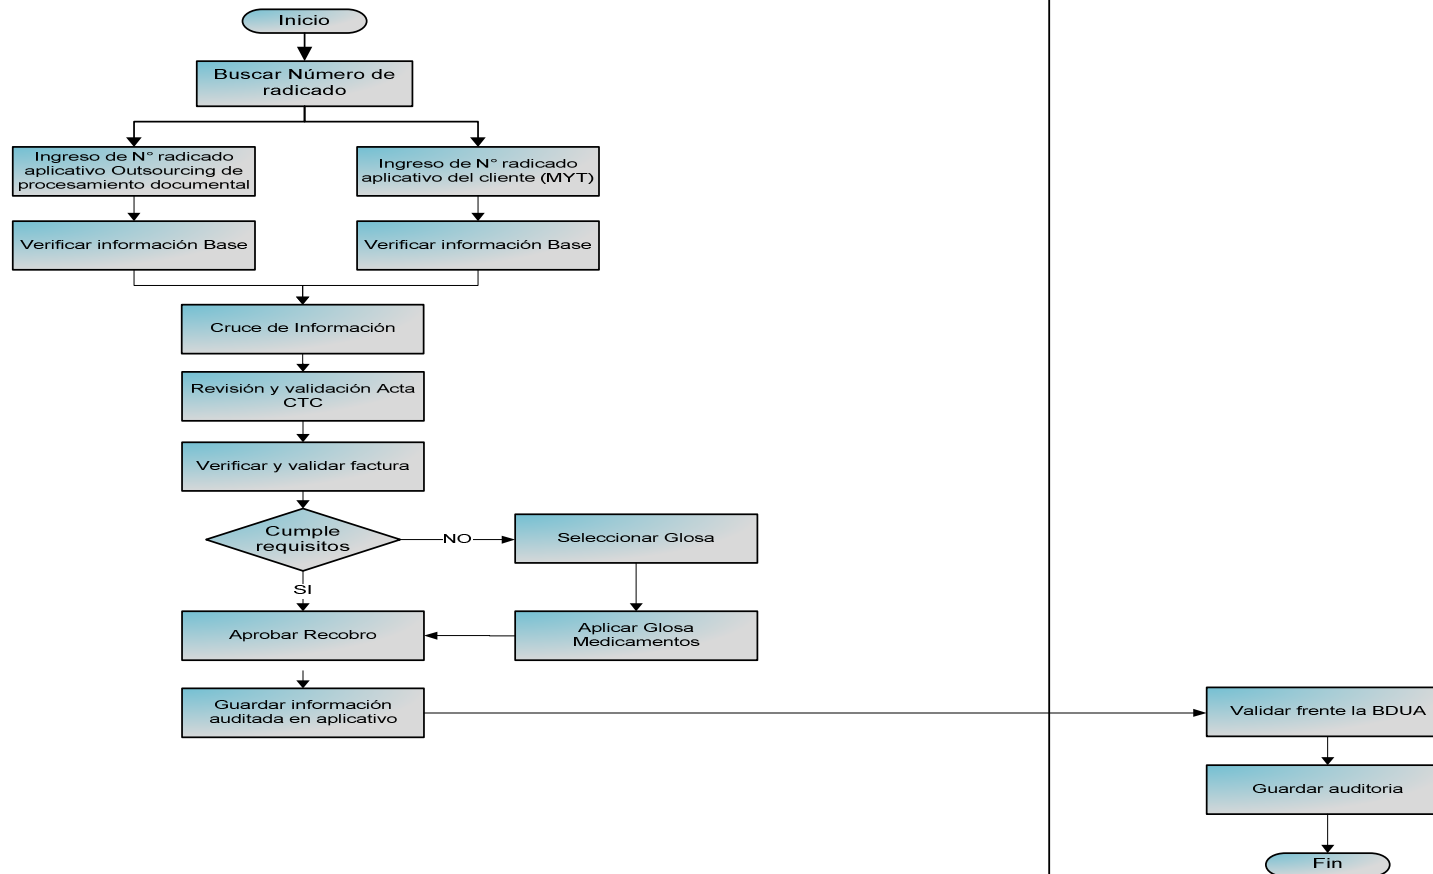 Inicio
Buscar Número de
radicado
Ingreso de N° radicado
aplicativo Outsourcing de
procesamiento documental
Ingreso de N° radicado
aplicativo del cliente (MYT)
Verificar información Base
Verificar información Base
Cruce de Información
Revisión y validación Acta
CTC
Verificar y validar factura
Cumple
requisitos
NO
Seleccionar Glosa
SI
Aprobar Recobro
Aplicar Glosa
Medicamentos
Guardar información
auditada en aplicativo
Validar frente la BDUA
Guardar auditoria
Fin